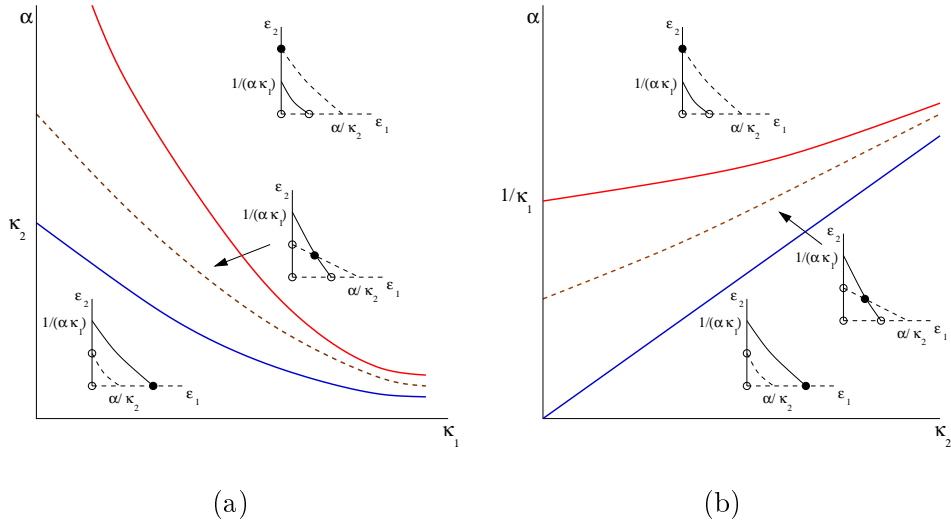 α
ε2
1/(α κ1)
α/ κ2
ε1
ε2
1/(α κ1)
α/ κ2
ε1
κ2
ε2
1/(α κ1)
α/ κ2
ε1
κ1
(a)
α
ε2
1/(α κ1)
α/ κ2
ε1
1/κ1
ε2
1/(α κ1)
α/ κ2
ε1
ε2
1/(α κ1)
α/ κ2
ε1
κ2
(b)